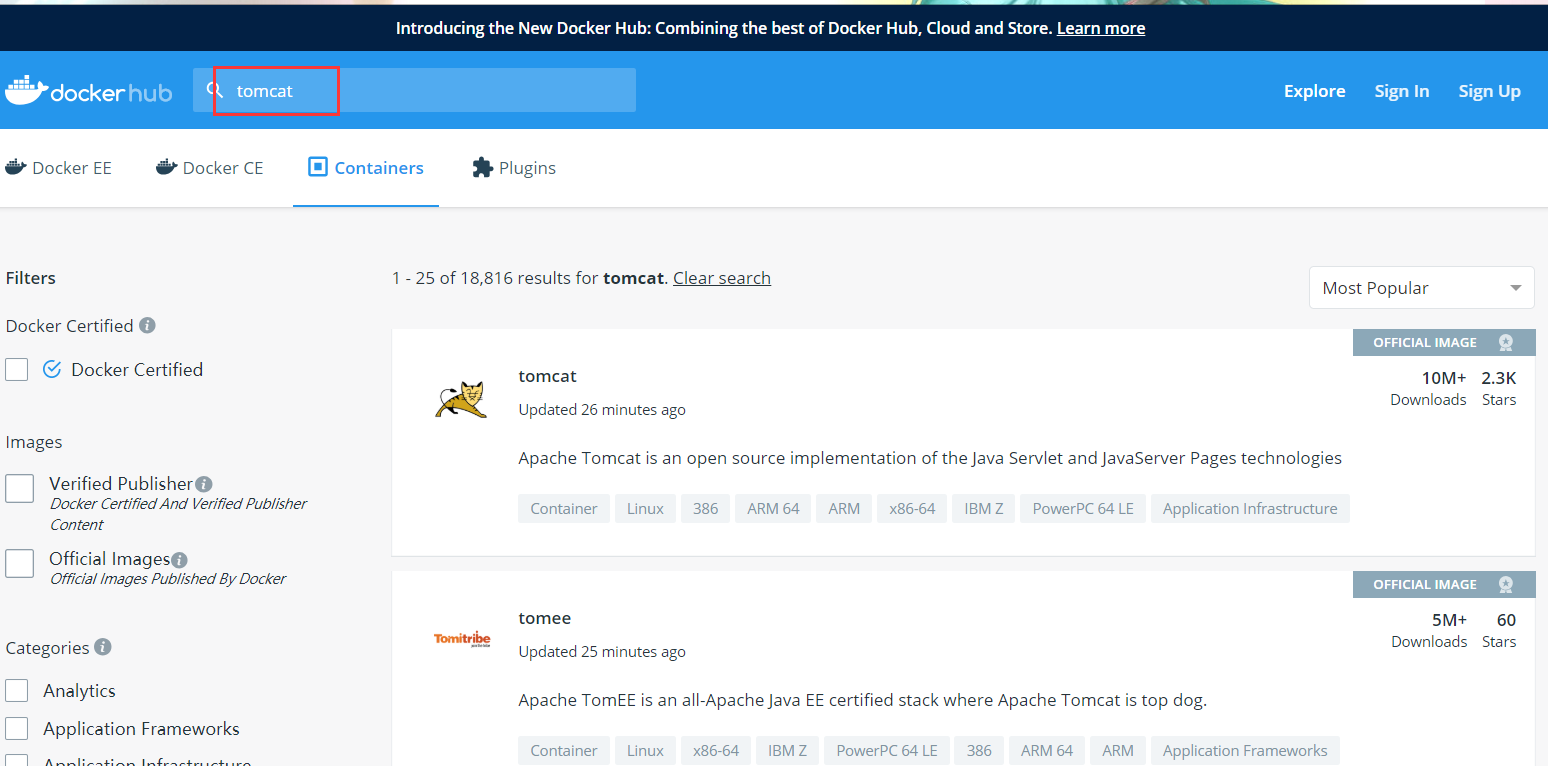 Introducing the New Docker Hub: Combining the best of Docker Hub, Cloud and Store. Learn more
docker hub
tomcat
Explore
Sign In
Sign Up
Docker EE
Docker CE
Containers
Plugins
Filters
Docker Certified
Docker Certified
Images
Verified Publisher
Docker Certified And Verified Publisher
Content
Official Images
Official Images Published By Docker
Categories
Analytics
Application Frameworks
Application Infrastructure
1 - 25 of 18,816 results for tomcat. Clear search
Most Popular
OFFICIAL IMAGE
tomcat
Updated 26 minutes ago
10M+ 2.3K
Downloads Stars
Apache Tomcat is an open source implementation of the Java Servlet and JavaServer Pages technologies
Container Linux 386 ARM 64 ARM x86-64 IBM Z PowerPC 64 LE Application Infrastructure
OFFICIAL IMAGE
Tomitribe
tomee
Updated 25 minutes ago
5M+ 60
Downloads Stars
Apache TomEE is an all-Apache Java EE certified stack where Apache Tomcat is top dog.
Container Linux x86-64 IBM Z PowerPC 64 LE 386 ARM 64 ARM Application Frameworks